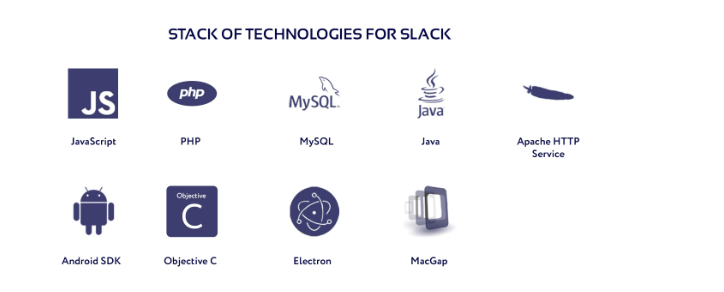 STACK OF TECHNOLOGIES FOR SLACK
JS
php
MySQL
Java
JavaScript
PHP
MySQL
Java
Apache HTTP
Service
Objective
C
Android SDK
Objective C
Electron
MacGap